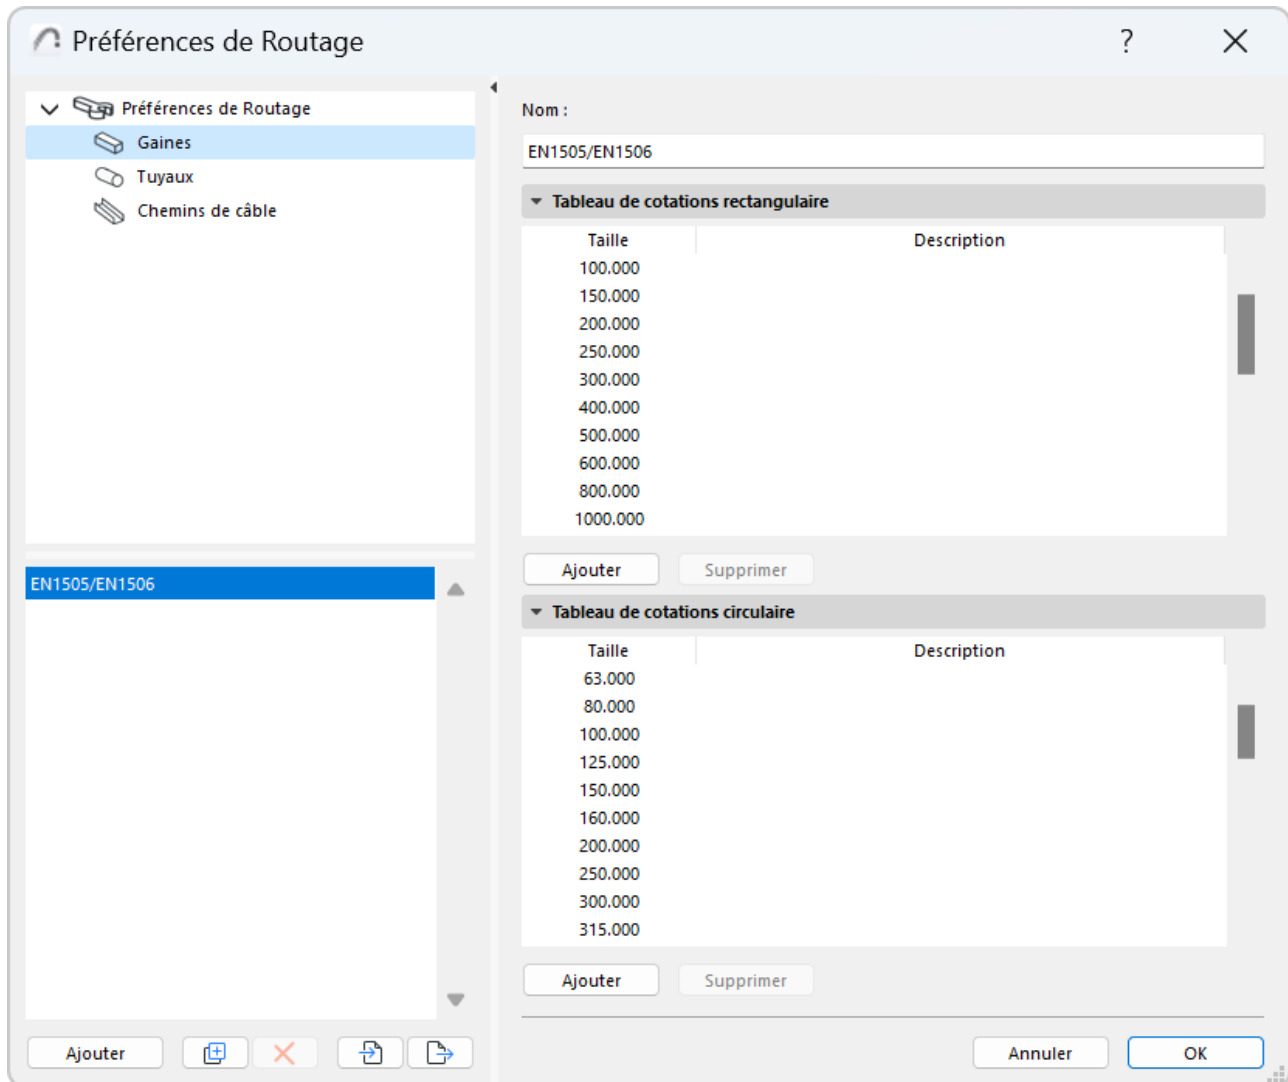 Préférences de Routage
?
Préférences de Routage
Gaines
Tuyaux
Chemins de câble
EN1505/EN1506
Ajouter
Nom :
EN1505/EN1506
Tableau de cotations rectangulaire
Taille Description
100.000
150.000
200.000
250.000
300.000
400.000
500.000
600.000
800.000
1000.000
Ajouter Supprimer
Tableau de cotations circulaire
Taille Description
63.000
80.000
100.000
125.000
150.000
160.000
200.000
250.000
300.000
315.000
Ajouter Supprimer
Annuler OK